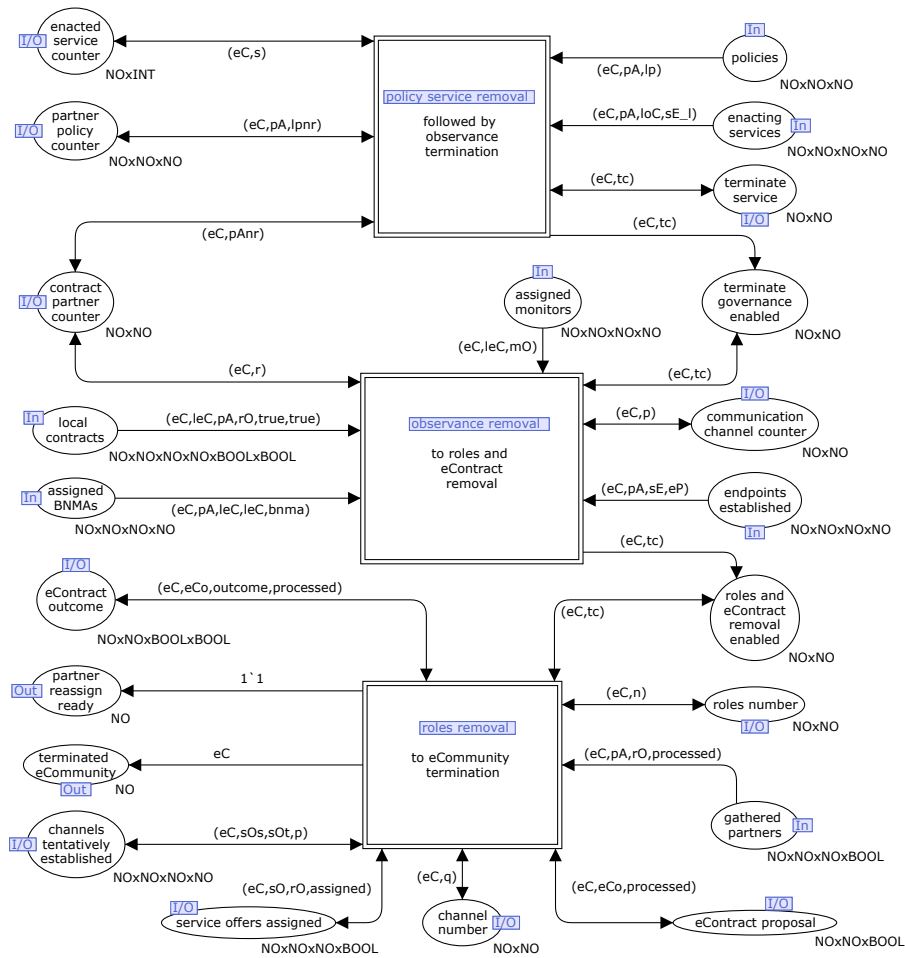 enacted
service
counter
I/O
NOxINT
(eC,s)
In
policies
NOxNOxNO
(eC,pA,lp)
policy service removal
followed by
observance
termination
partner
policy
counter
I/O
NOxNOxNO
(eC,pA,lpnr)
(eC,pA,loC,sE_l)
enacting
services
In
NOxNOxNOxNO
(eC,tc)
terminate
service
I/O
NOxNO
(eC,pAnr)
(eC,tc)
contract
partner
counter
I/O
NOxNO
In
assigned
monitors
NOxNOxNOxNO
(eC,leC,mO)
terminate
governance
enabled
NOxNO
(eC,r)
(eC,tc)
In
local
contracts
NOxNOxNOxNOxBOOLxBOOL
(eC,leC,pA,rO,true,true)
observance removal
to roles and
eContract
removal
(eC,p)
I/O
communication
channel counter
NOxNO
In
assigned
BNMAs
NOxNOxNOxNO
(eC,pA,leC,leC,bnma)
(eC,pA,sE,eP)
endpoints
established
In
NOxNOxNOxNO
(eC,tc)
I/O
eContract
outcome
NOxNOxBOOLxBOOL
(eC,eCo,outcome,processed)
(eC,tc)
roles and
eContract
removal
enabled
NOxNO
partner
reassign
ready
Out
NO
1`1
(eC,n)
roles number
I/O
NOxNO
roles removal
to eCommunity
termination
terminated
eCommunity
Out
NO
eC
(eC,pA,rO,processed)
gathered
partners
In
NOxNOxNOxBOOL
channels
tentatively
established
I/O
NOxNOxNOxNO
(eC,sOs,sOt,p)
(eC,sO,rO,assigned)
I/O
service offers assigned
NOxNOxNOxBOOL
(eC,q)
channel
number
I/O
NOxNO
(eC,eCo,processed)
I/O
eContract proposal
NOxNOxBOOL